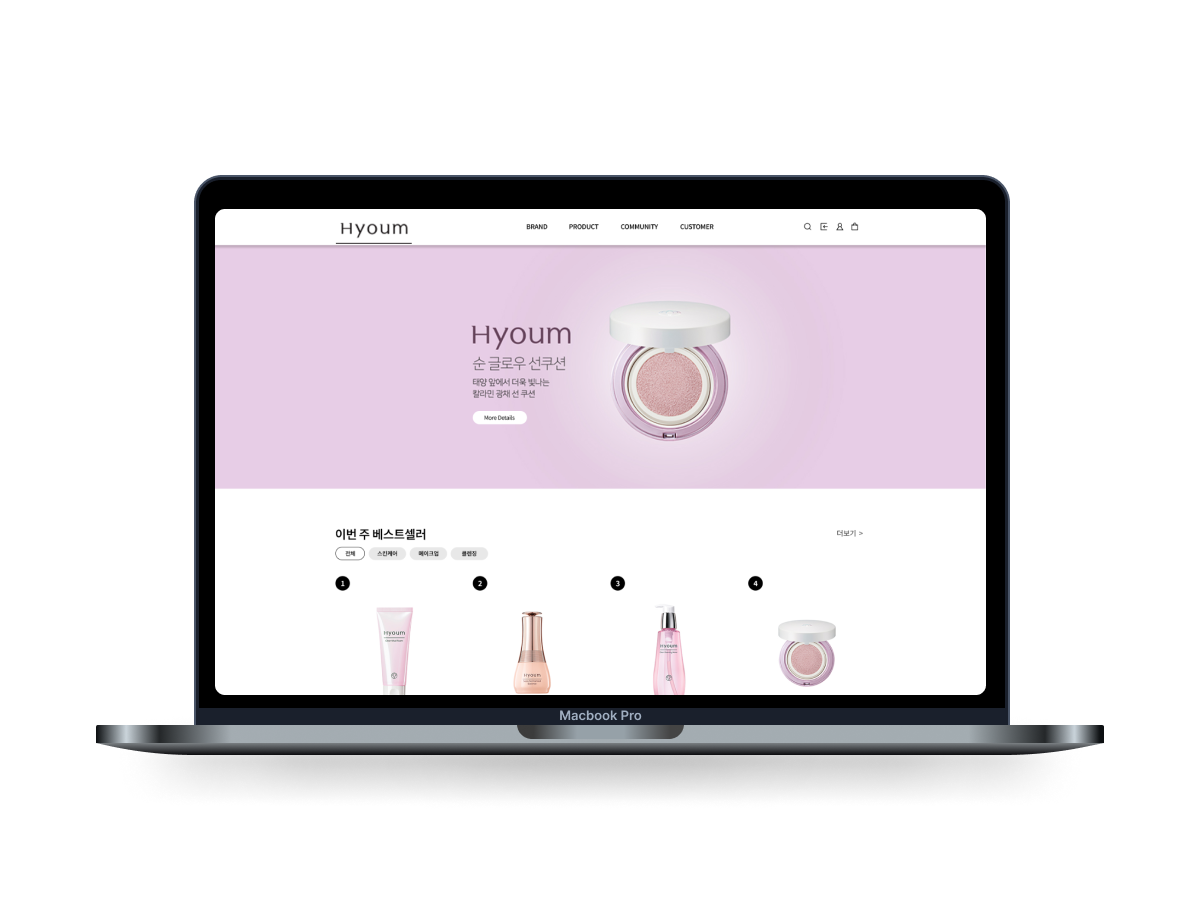 Hyoum
BRAND PRODUCT COMMUNITY CUSTOMER
Hyoum
순 글로우 선쿠션
태양 앞에서 더욱 빛나는
칼라민 광채 선 쿠션
More Details
이번 주 베스트셀러
더보기 >
전체 스킨케어 메이크업 클렌징
1 2 3 4
Hyoum
Hyoum
Hyoum
Macbook Pro